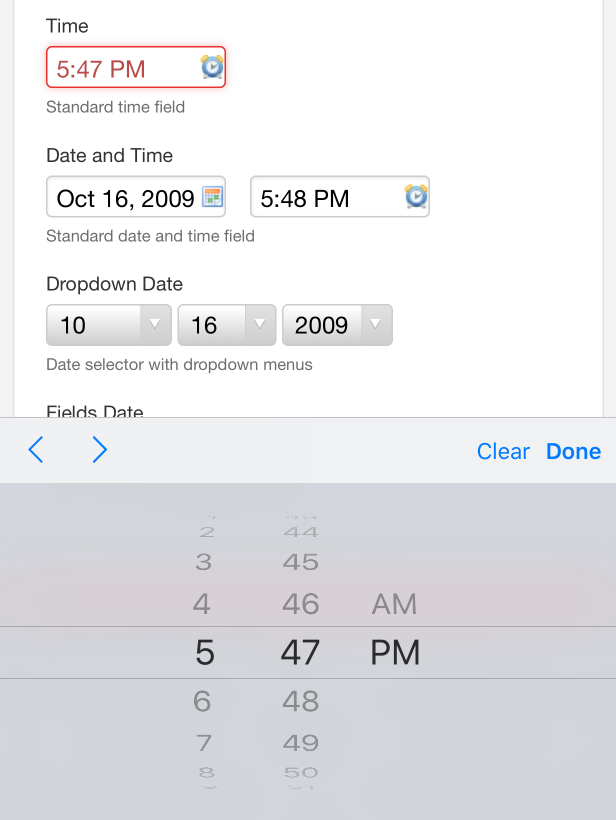 Time
5:47 PM
Standard time field
Date and Time
Oct 16, 2009 5:48 PM
Standard date and time field
Dropdown Date
10 16 2009
Date selector with dropdown menus
Fields Date
Clear Done
2 44
3 45
4 46 AM
5 47 PM
6 48
7 49
8 50